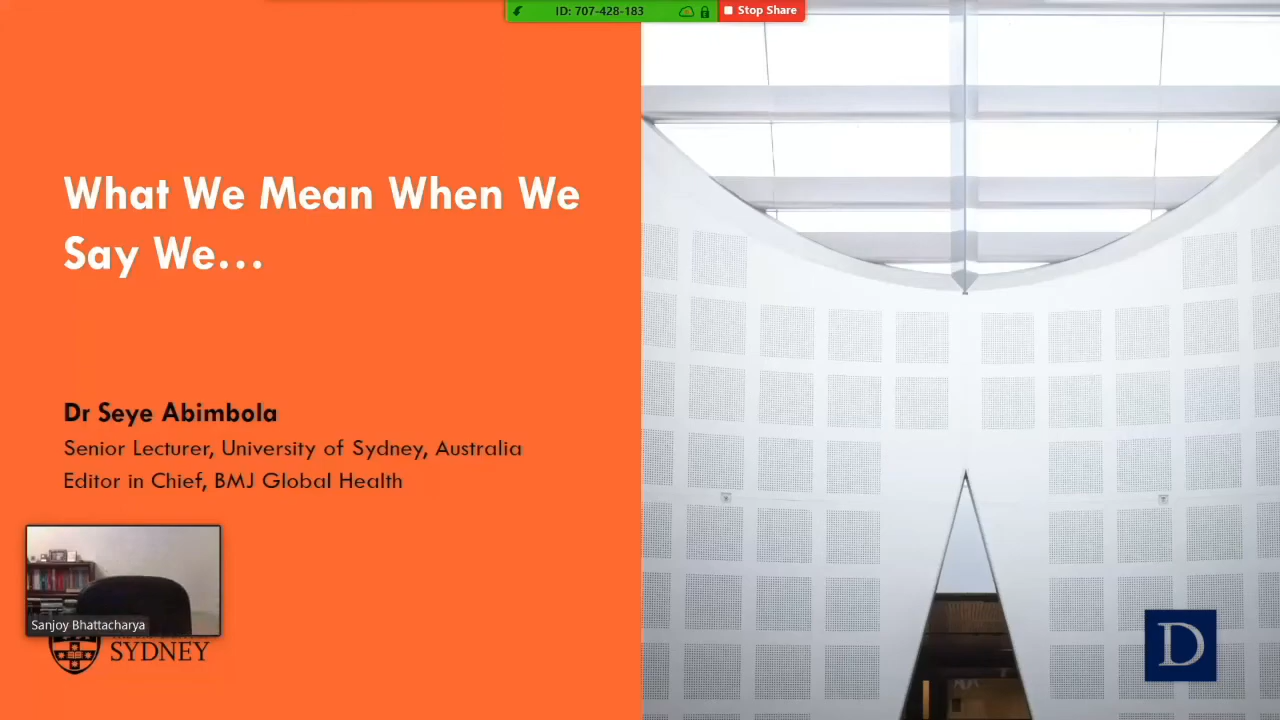 ID: 707-428-183
Stop Share
What We Mean When We
Say We...
Dr Seye Abimbola
Senior Lecturer, University of Sydney, Australia
Editor in Chief, BMJ Global Health
Sanjoy Bhattacharya
SYDNEY
D